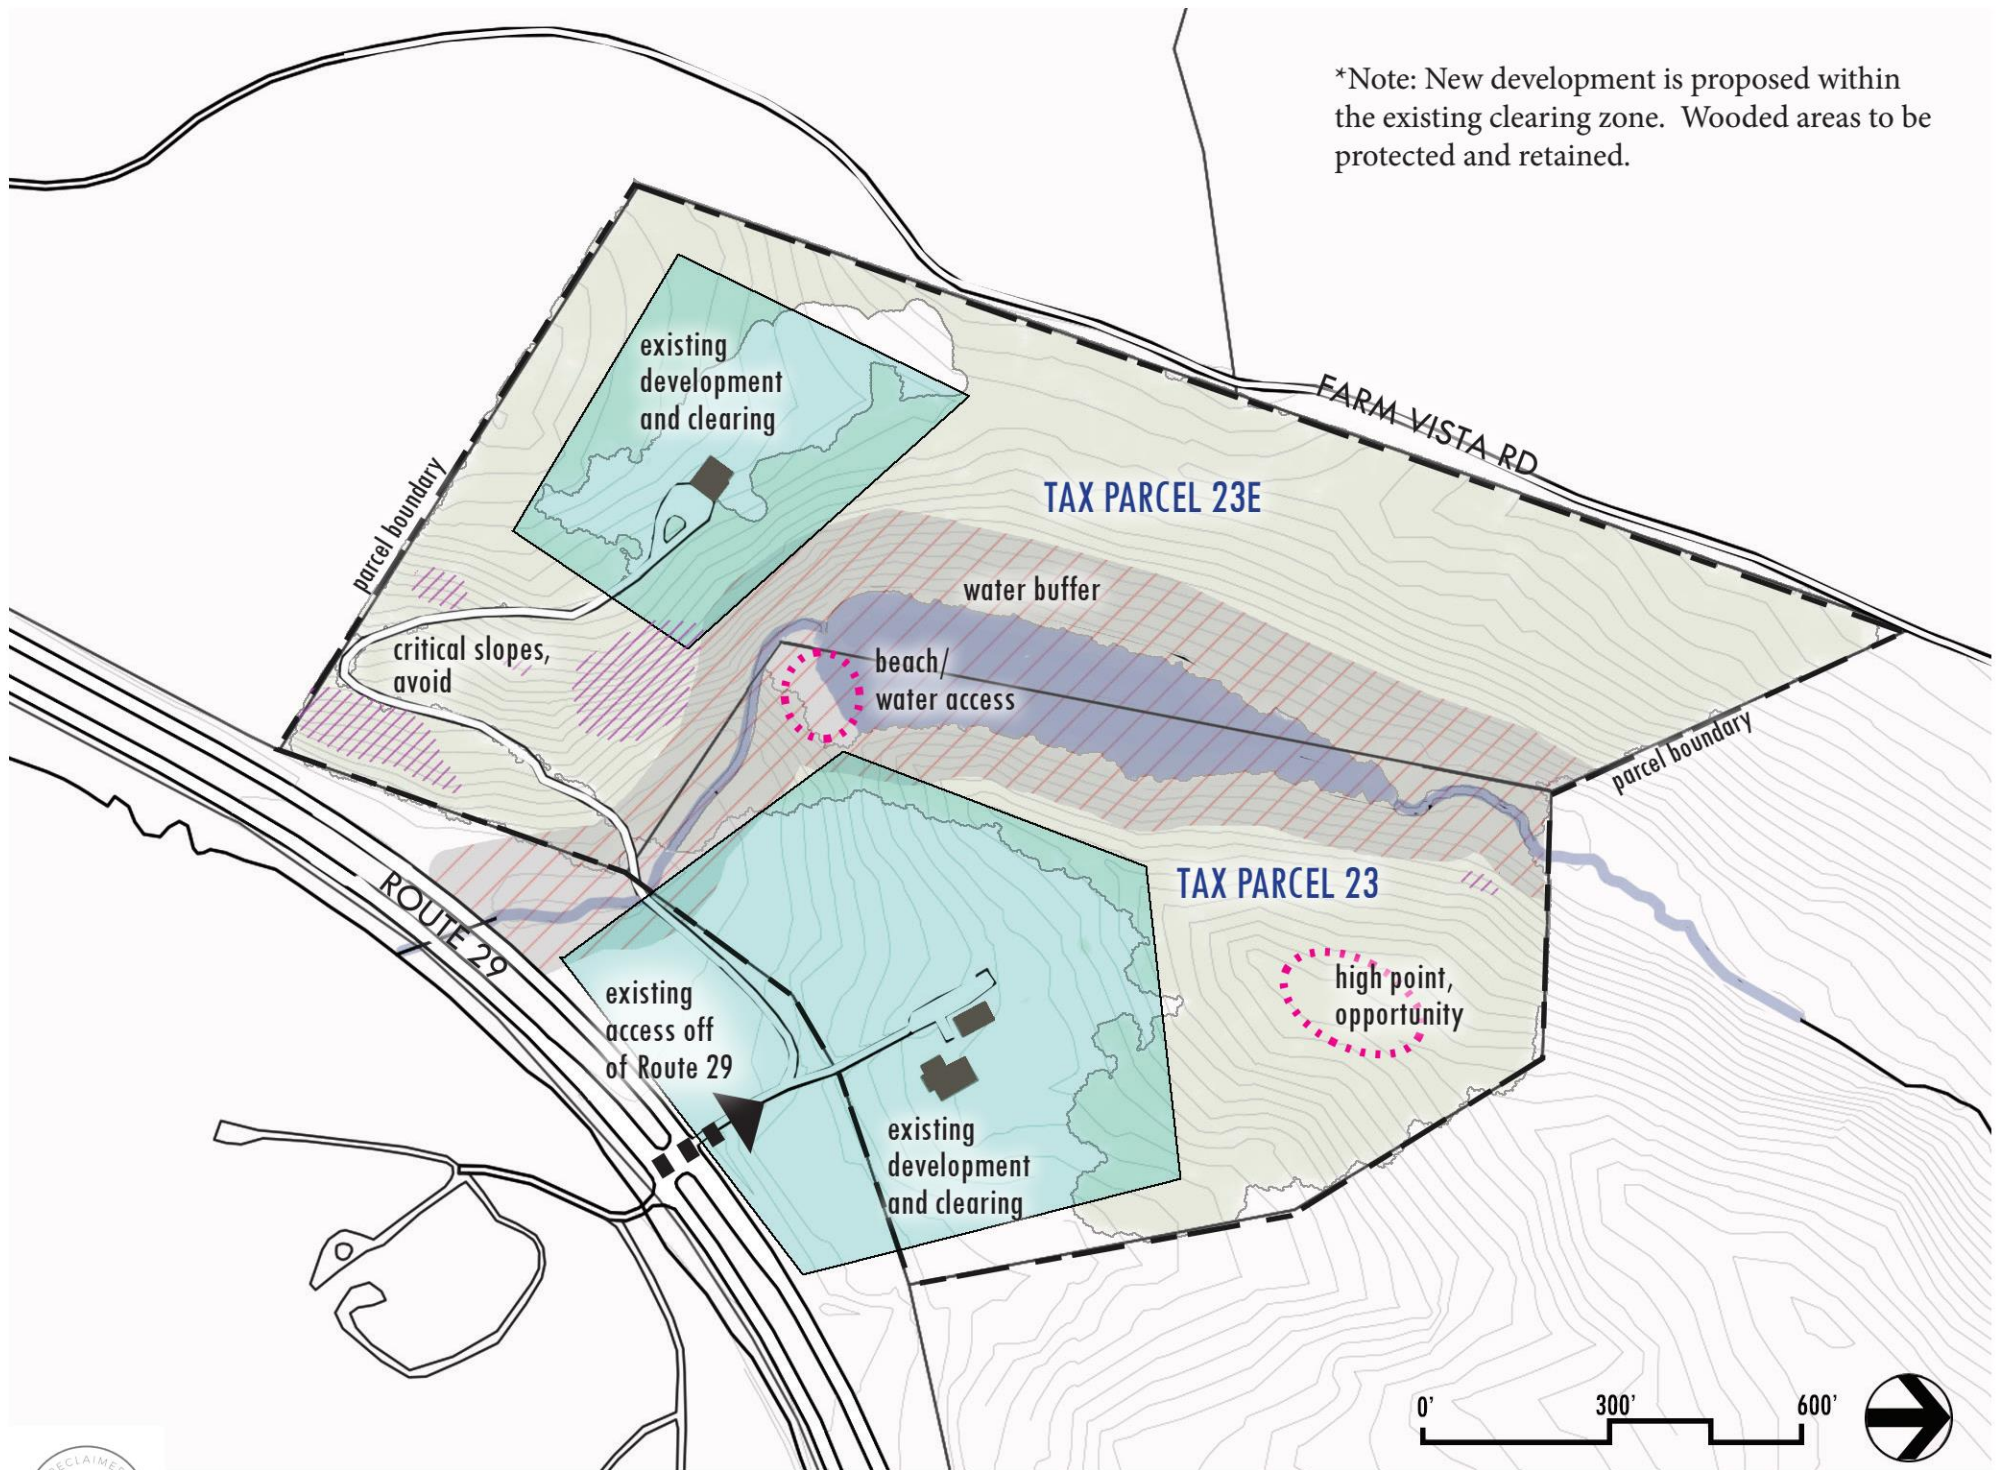 *Note: New development is proposed within
the existing clearing zone.  Wooded areas to be
protected and retained.
existing
development
and clearing
FARM VISTA RD
TAX PARCEL 23E
parcel boundary
water buffer
critical slopes,
avoid
beach/
water access
parcel boundary
TAX PARCEL 23
ROUTE 29
high point,
opportunity
existing
access off
of Route 29
existing
development
and clearing
0'
300'
600'